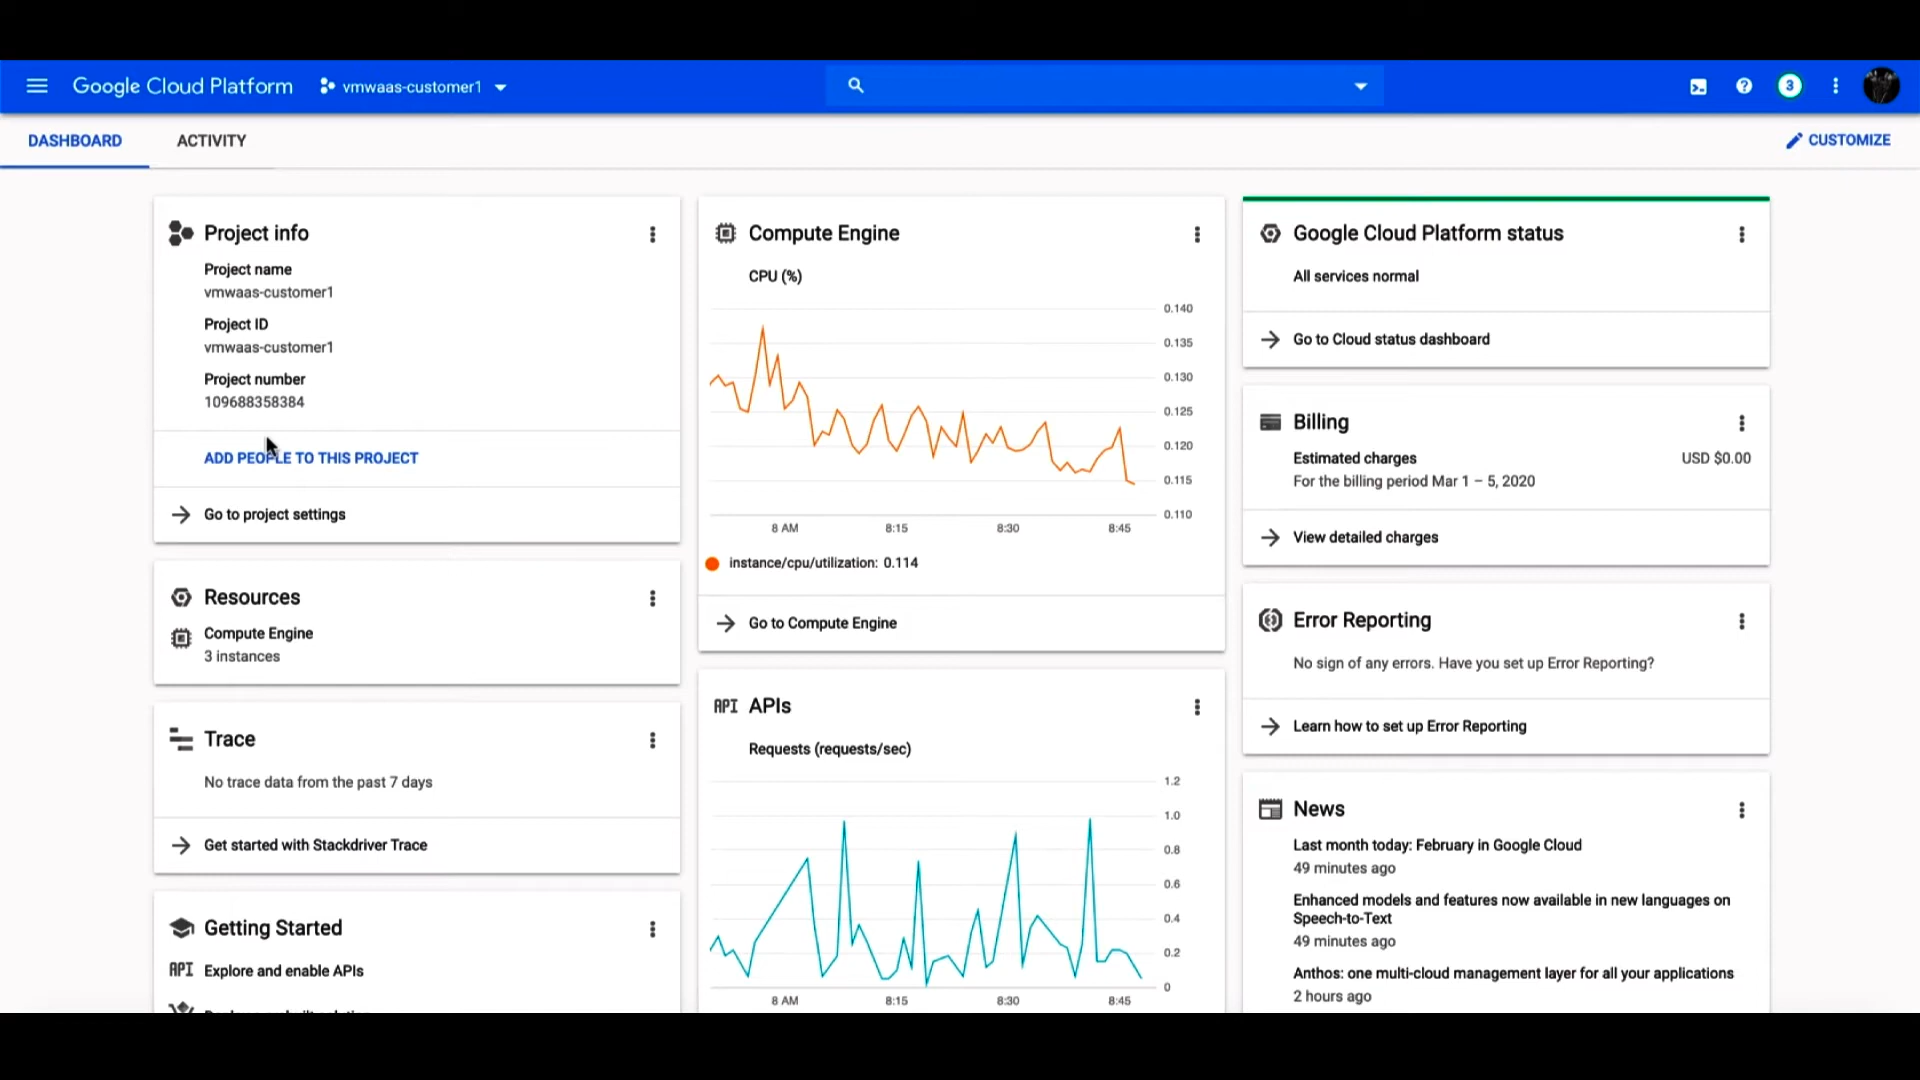 Google Cloud Platform
vmwaas-customer1
3
DASHBOARD
ACTIVITY
CUSTOMIZE
Project info
Project name
vmwaas-customer1
Project ID
vmwaas-customer1
Project number
109688358384
ADD PEOPLE TO THIS PROJECT
Go to project settings
Resources
Compute Engine
3 instances
Trace
No trace data from the past 7 days
Get started with Stackdriver Trace
Getting Started
API Explore and enable APIs
Compute Engine
CPU (%)
0.140
0.135
0.130
0.125
0.120
0.115
0.110
8 AM 8:15 8:30 8:45
instance/cpu/utilization: 0.114
Go to Compute Engine
API APIs
Requests (requests/sec)
1.2
1.0
0.8
0.6
0.4
0.2
0
8 AM 8:15 8:30 8:45
Google Cloud Platform status
All services normal
Go to Cloud status dashboard
Billing
Estimated charges USD $0.00
For the billing period Mar 1 – 5, 2020
View detailed charges
Error Reporting
No sign of any errors. Have you set up Error Reporting?
Learn how to set up Error Reporting
News
Last month today: February in Google Cloud
49 minutes ago
Enhanced models and features now available in new languages on
Speech-to-Text
49 minutes ago
Anthos: one multi-cloud management layer for all your applications
2 hours ago